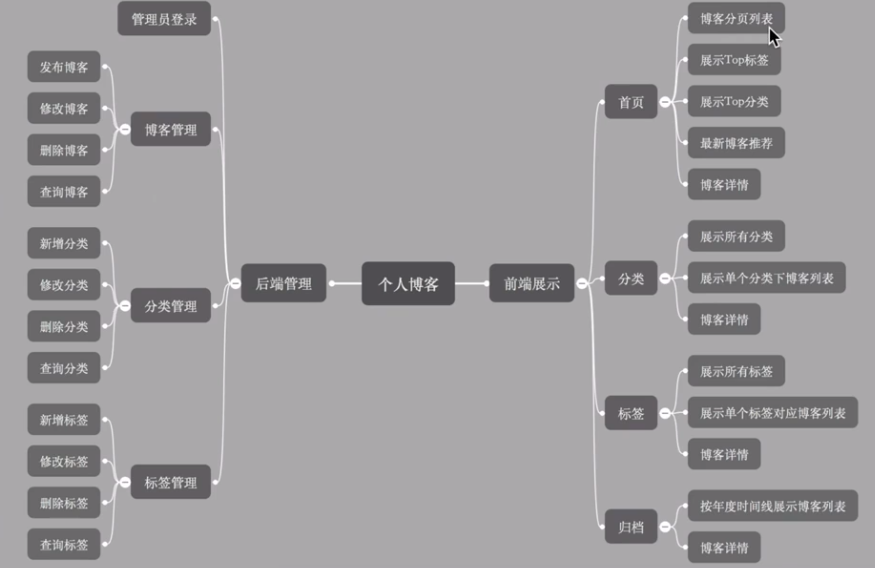 个人博客
后端管理
管理员登录
博客管理
发布博客
修改博客
删除博客
查询博客
分类管理
新增分类
修改分类
删除分类
查询分类
标签管理
新增标签
修改标签
删除标签
查询标签
前端展示
首页
博客分页列表
展示Top标签
展示Top分类
最新博客推荐
博客详情
分类
展示所有分类
展示单个分类下博客列表
博客详情
标签
展示所有标签
展示单个标签对应博客列表
博客详情
归档
按年度时间线展示博客列表
博客详情